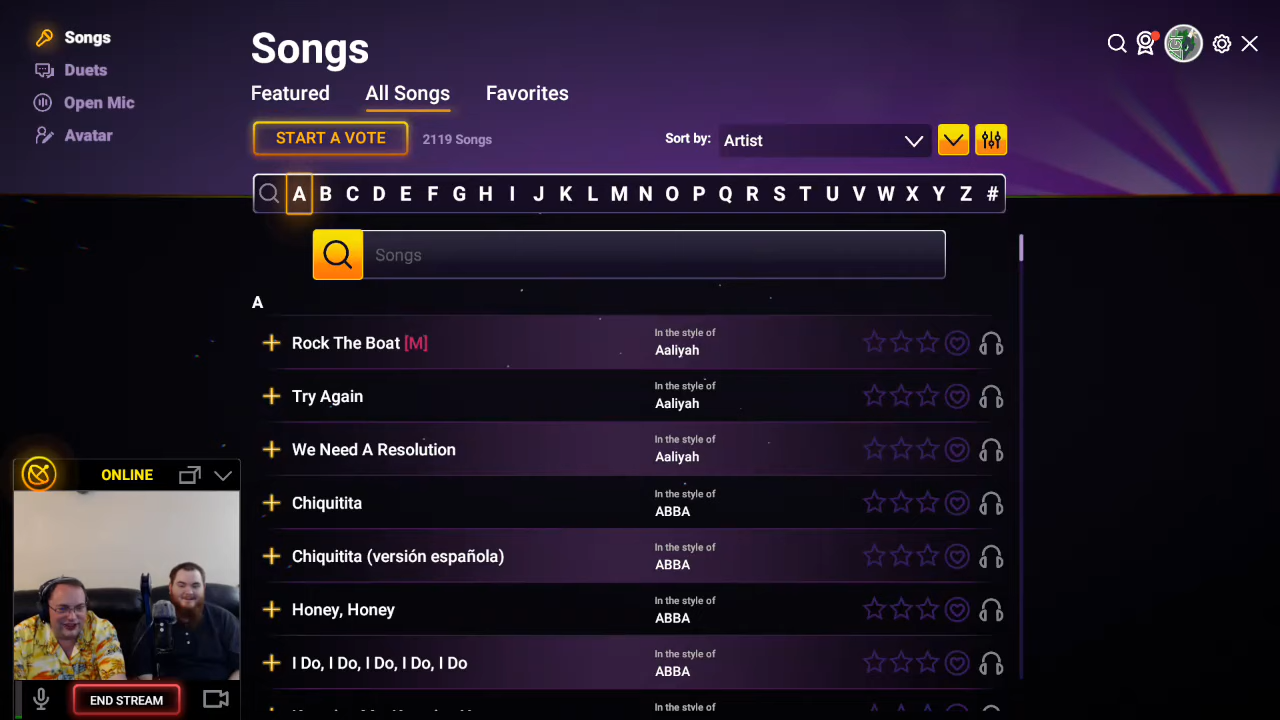 Songs
Duets
Open Mic
Avatar
Songs
Featured All Songs Favorites
START A VOTE 2119 Songs Sort by: Artist
A B C D E F G H I J K L M N O P Q R S T U V W X Y Z #
Songs
A
Rock The Boat [M] In the style of
Aaliyah
Try Again In the style of
Aaliyah
We Need A Resolution In the style of
Aaliyah
Chiquitita In the style of
ABBA
Chiquitita (versión española) In the style of
ABBA
Honey, Honey In the style of
ABBA
I Do, I Do, I Do, I Do, I Do In the style of
ABBA
In the style of
ONLINE
END STREAM